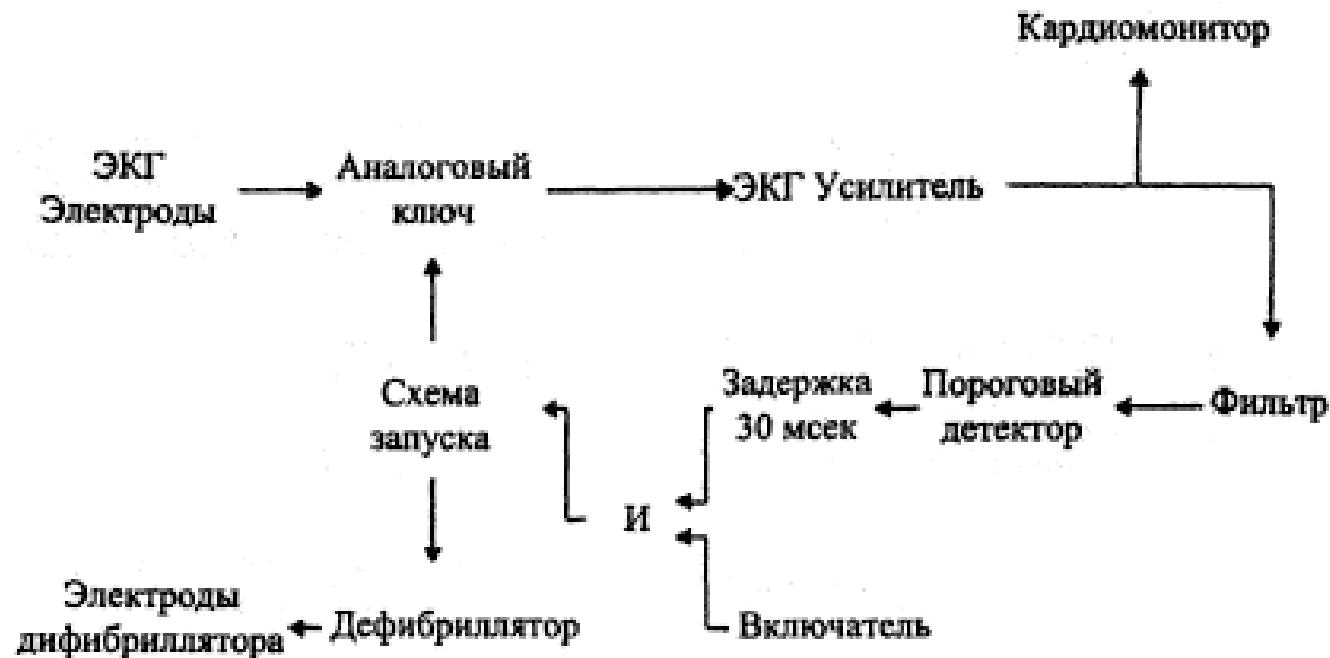 Кардиомонитор
ЭКГ
Электроды
Аналоговый
ключ
ЭКГ Усилитель
Схема
запуска
Задержка
30 мсек
Пороговый
детектор
Фильтр
И
Электроды
дифибриллятора
Дефибриллятор
Включатель